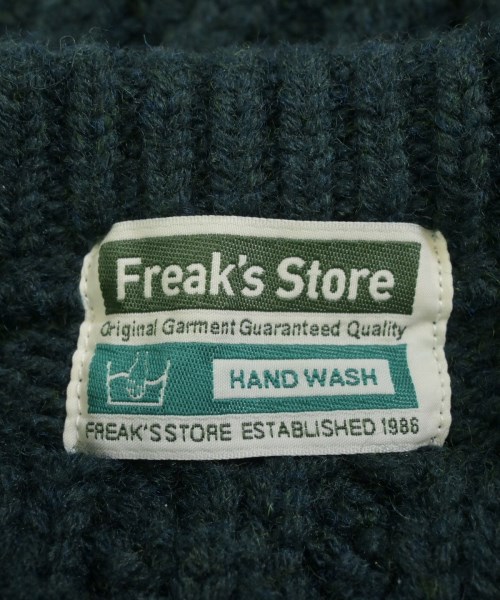 Freak's Store
Original Garment Guaranteed Quality
HAND WASH
FREAK'S STORE ESTABLISHED 1986